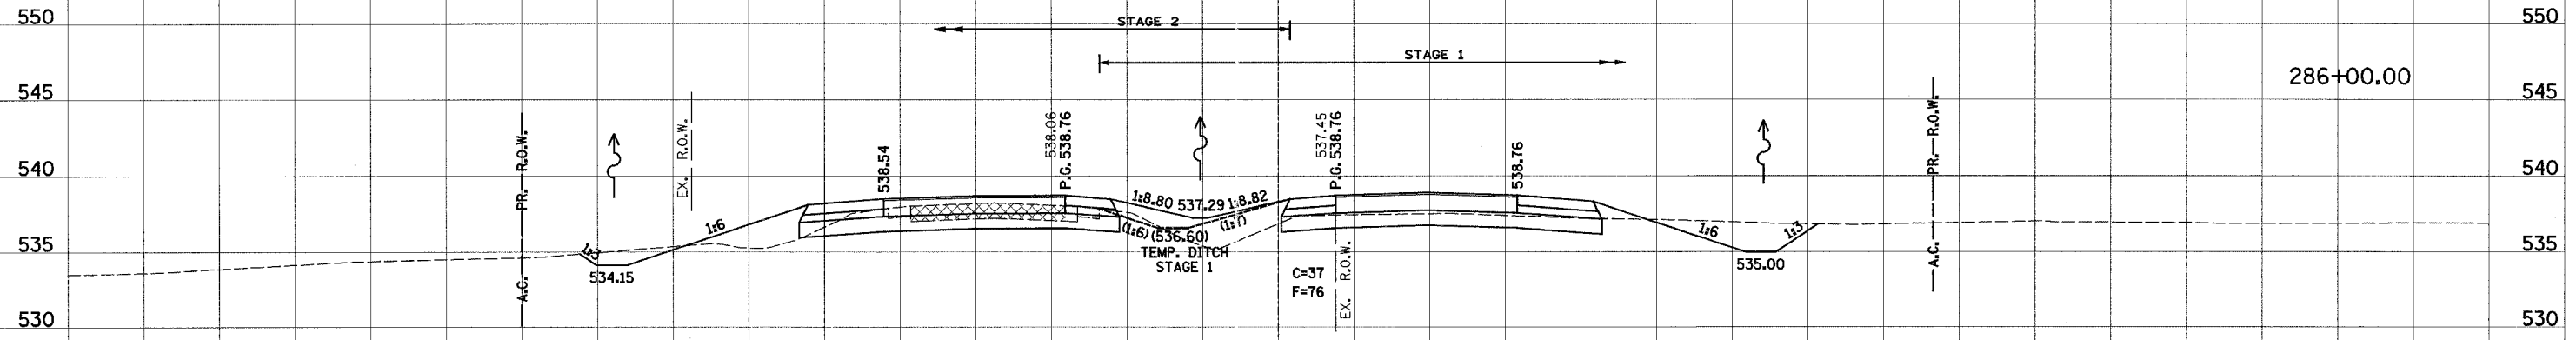 550
STAGE 2
550
STAGE 1
545
286+00.00
545
A.C. PR. R.O.W.
EX. R.O.W.
538.54
538.06
P.G. 538.76
537.45
P.G. 538.76
538.76
A.C. PR. R.O.W.
540
540
1:6
1:8.80
537.29
1:8.82
(1:6)
(536.60)
(1:7)
TEMP. DITCH
STAGE 1
1:6
1:3
535
1:3
534.15
C=37
F=76
EX. R.O.W.
535.00
535
530
530